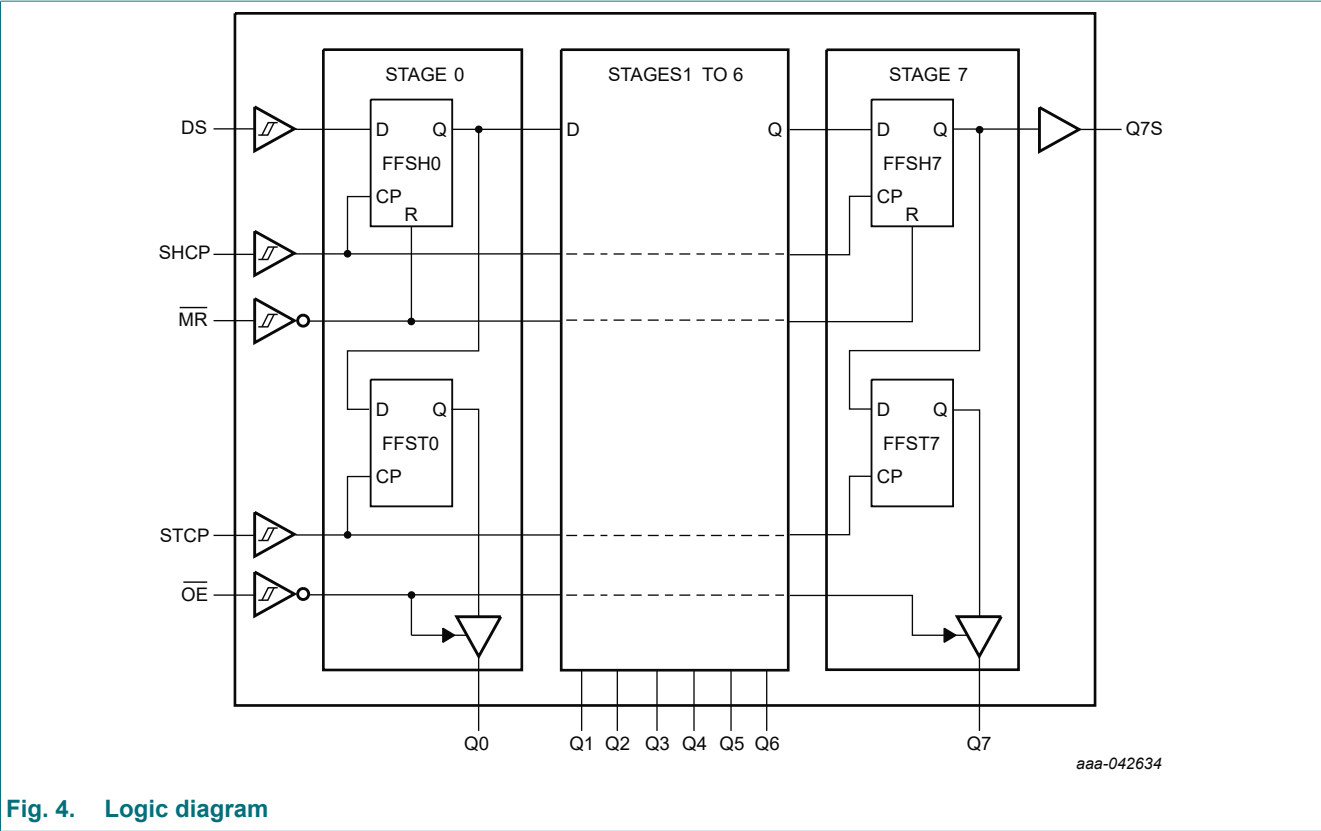 STAGE 0
STAGES1 TO 6
STAGE 7
DS
D Q
D Q
D Q
Q7S
FFSH0
FFSH7
CP
CP
R
R
SHCP
MR
D Q
D Q
FFST0
FFST7
CP
CP
STCP
OE
Q0
Q1 Q2 Q3 Q4 Q5 Q6
Q7
aaa-042634
Fig. 4. Logic diagram